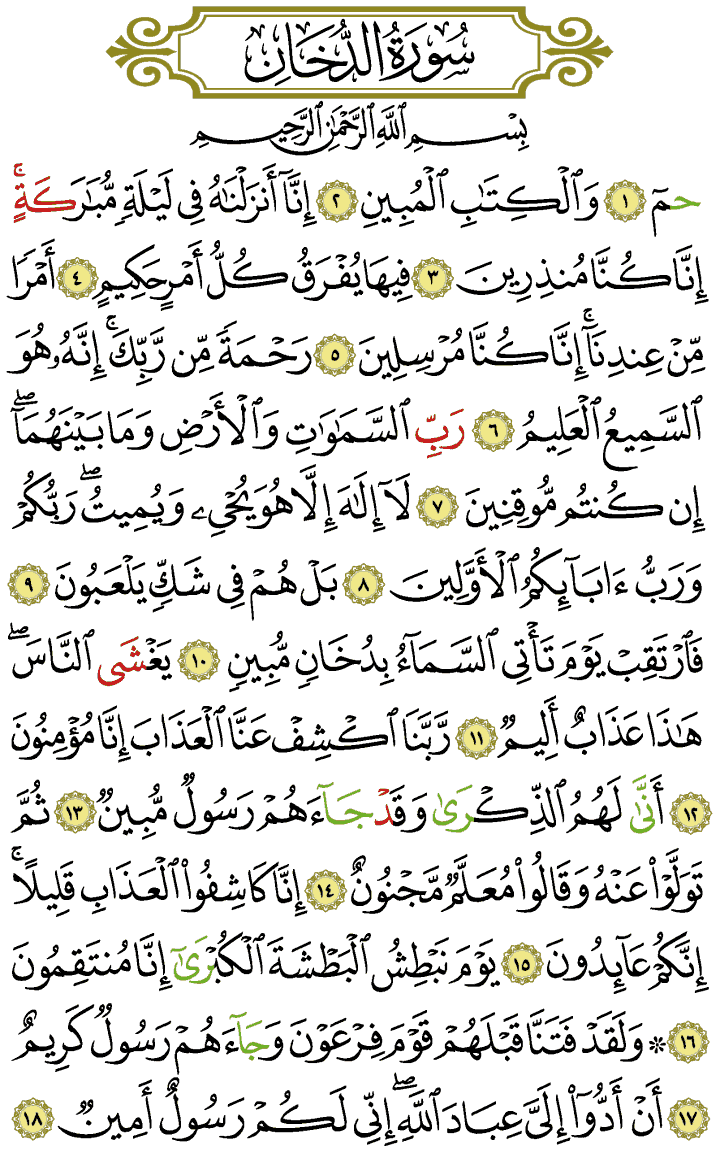 سُورَةُ الدُّخَانِ
بِسْمِ ٱللَّهِ ٱلرَّحْمَٰنِ ٱلرَّحِيمِ
حمٓ ١ وَٱلْكِتَٰبِ ٱلْمُبِينِ ٢ إِنَّآ أَنزَلْنَٰهُ فِى لَيْلَةٍ مُّبَٰرَكَةٍۚ
إِنَّا كُنَّا مُنذِرِينَ ٣ فِيهَا يُفْرَقُ كُلُّ أَمْرٍ حَكِيمٍ ٤ أَمْرًا
مِّنْ عِندِنَآۚ إِنَّا كُنَّا مُرْسِلِينَ ٥ رَحْمَةً مِّن رَّبِّكَۚ إِنَّهُۥ هُوَ
ٱلسَّمِيعُ ٱلْعَلِيمُ ٦ رَبِّ ٱلسَّمَٰوَٰتِ وَٱلْأَرْضِ وَمَا بَيْنَهُمَآۖ
إِن كُنتُم مُّوقِنِينَ ٧ لَآ إِلَٰهَ إِلَّا هُوَ يُحْىِۦ وَيُمِيتُۖ رَبُّكُمْ
وَرَبُّ ءَابَآئِكُمُ ٱلْأَوَّلِينَ ٨ بَلْ هُمْ فِى شَكٍّ يَلْعَبُونَ ٩
فَٱرْتَقِبْ يَوْمَ تَأْتِى ٱلسَّمَآءُ بِدُخَانٍ مُّبِينٍ ١٠ يَغْشَى ٱلنَّاسَۖ
هَٰذَا عَذَابٌ أَلِيمٌ ١١ رَّبَّنَا ٱكْشِفْ عَنَّا ٱلْعَذَابَ إِنَّا مُؤْمِنُونَ
١٢ أَنَّىٰ لَهُمُ ٱلذِّكْرَىٰ وَقَدْ جَآءَهُمْ رَسُولٌ مُّبِينٌ ١٣ ثُمَّ
تَوَلَّوْا۟ عَنْهُ وَقَالُوا۟ مُعَلَّمٌ مَّجْنُونٌ ١٤ إِنَّا كَاشِفُوا۟ ٱلْعَذَابِ قَلِيلًاۚ
إِنَّكُمْ عَآئِدُونَ ١٥ يَوْمَ نَبْطِشُ ٱلْبَطْشَةَ ٱلْكُبْرَىٰٓ إِنَّا مُنتَقِمُونَ
١٦ ۞ وَلَقَدْ فَتَنَّا قَبْلَهُمْ قَوْمَ فِرْعَوْنَ وَجَآءَهُمْ رَسُولٌ كَرِيمٌ
١٧ أَنْ أَدُّوٓا۟ إِلَىَّ عِبَادَ ٱللَّهِۖ إِنِّى لَكُمْ رَسُولٌ أَمِينٌ ١٨